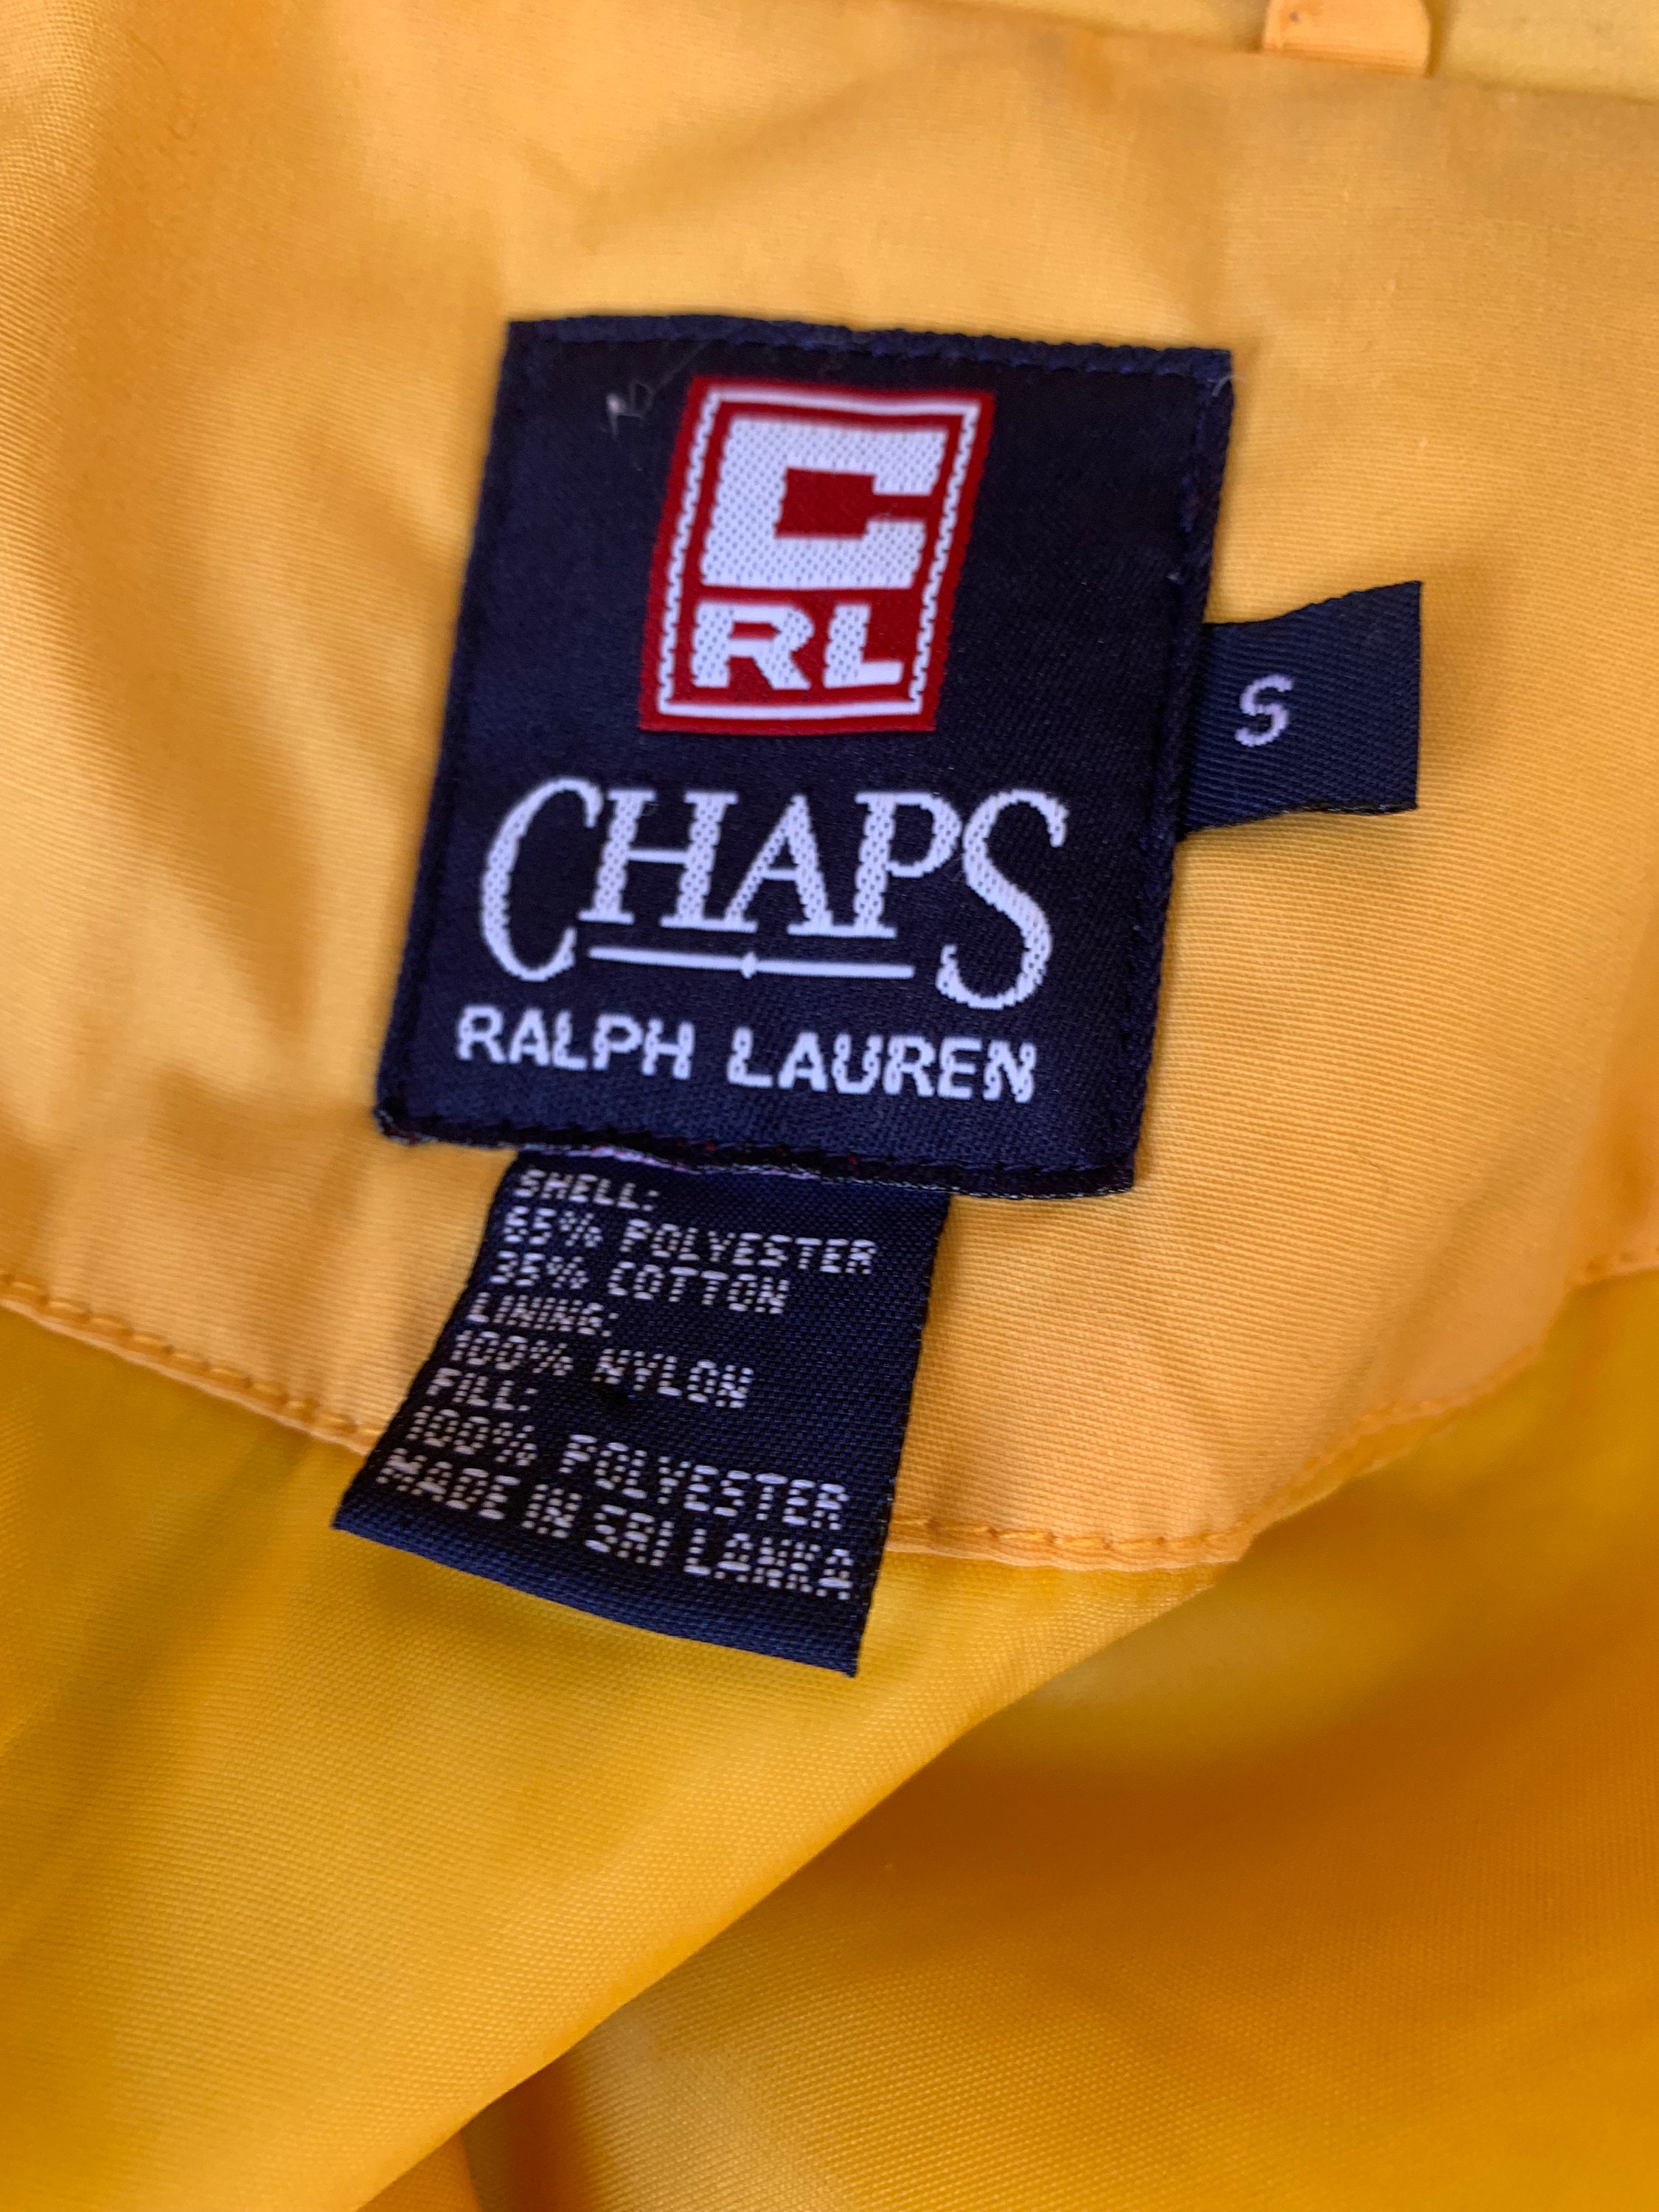 C
RL
CHAPS
RALPH LAUREN
S
SHELL:
65% POLYESTER
35% COTTON
LINING:
100% NYLON
FILL:
100% POLYESTER
MADE IN SRI LANKA